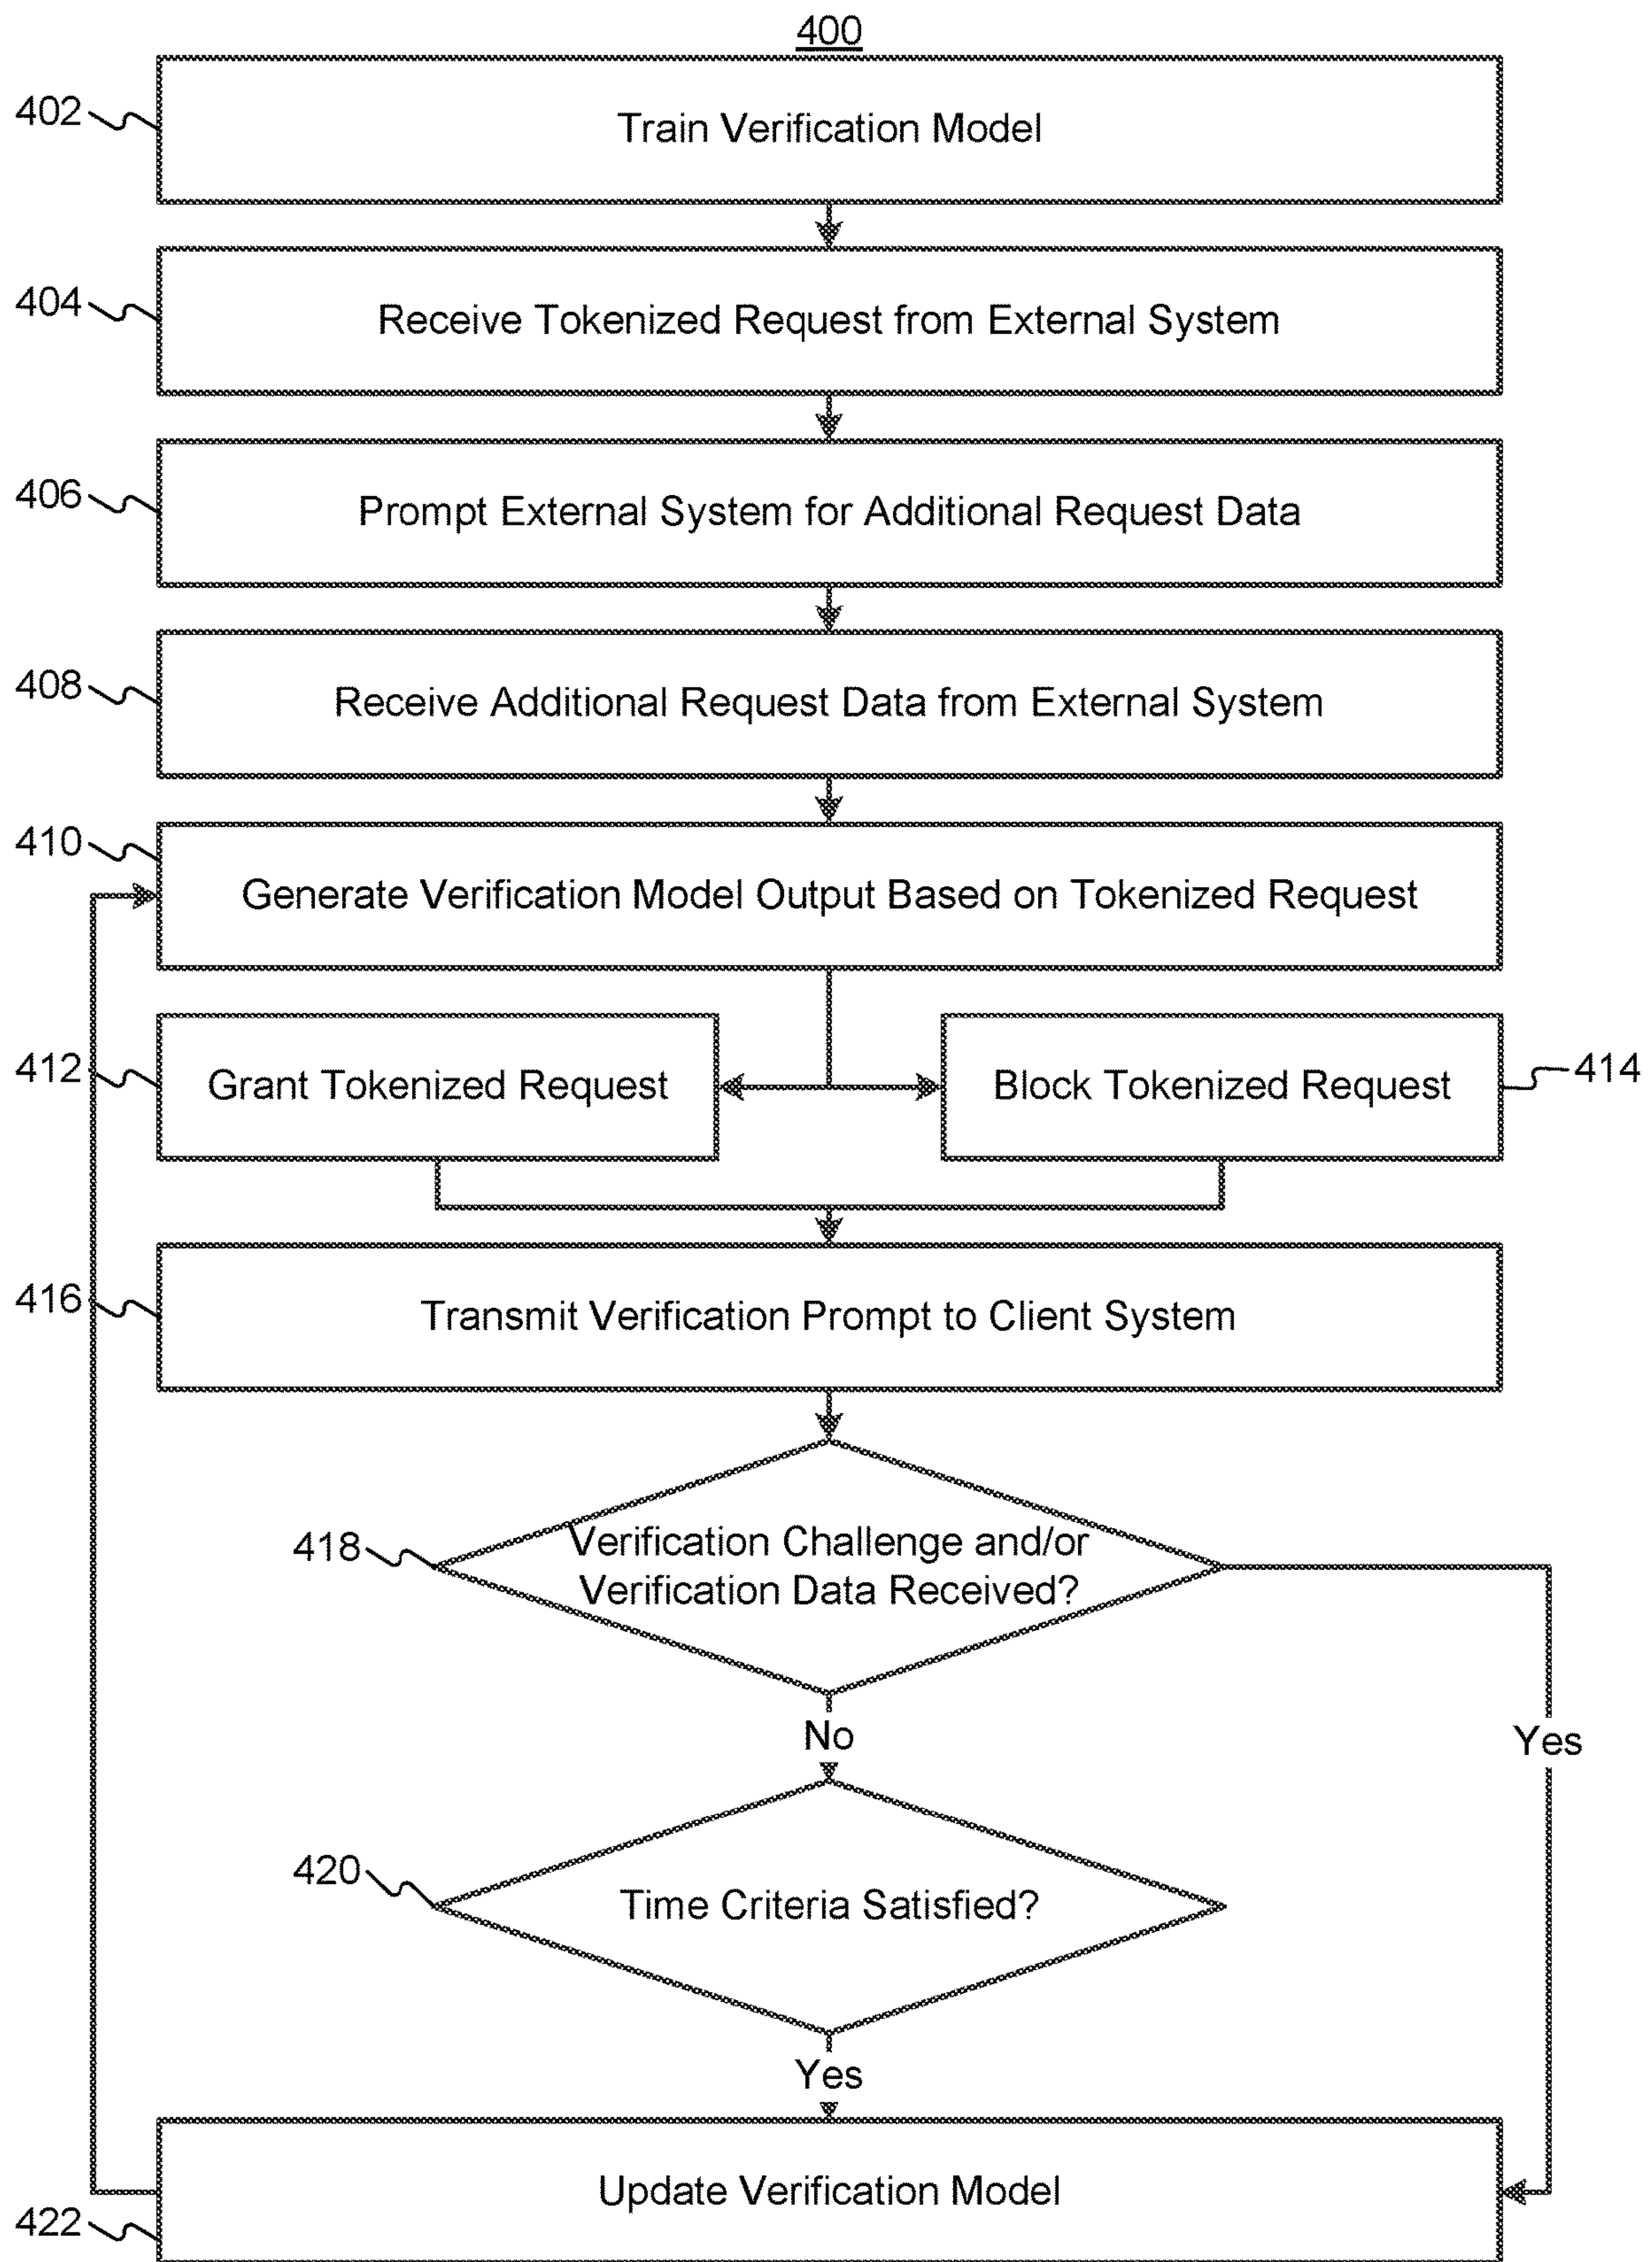 400
402
Train Verification Model
404
Receive Tokenized Request from External System
406
Prompt External System for Additional Request Data
408
Receive Additional Request Data from External System
410
Generate Verification Model Output Based on Tokenized Request
412
Grant Tokenized Request
Block Tokenized Request
414
416
Transmit Verification Prompt to Client System
418
Verification Challenge and/or
Verification Data Received?
No
Yes
420
Time Criteria Satisfied?
Yes
Update Verification Model
422